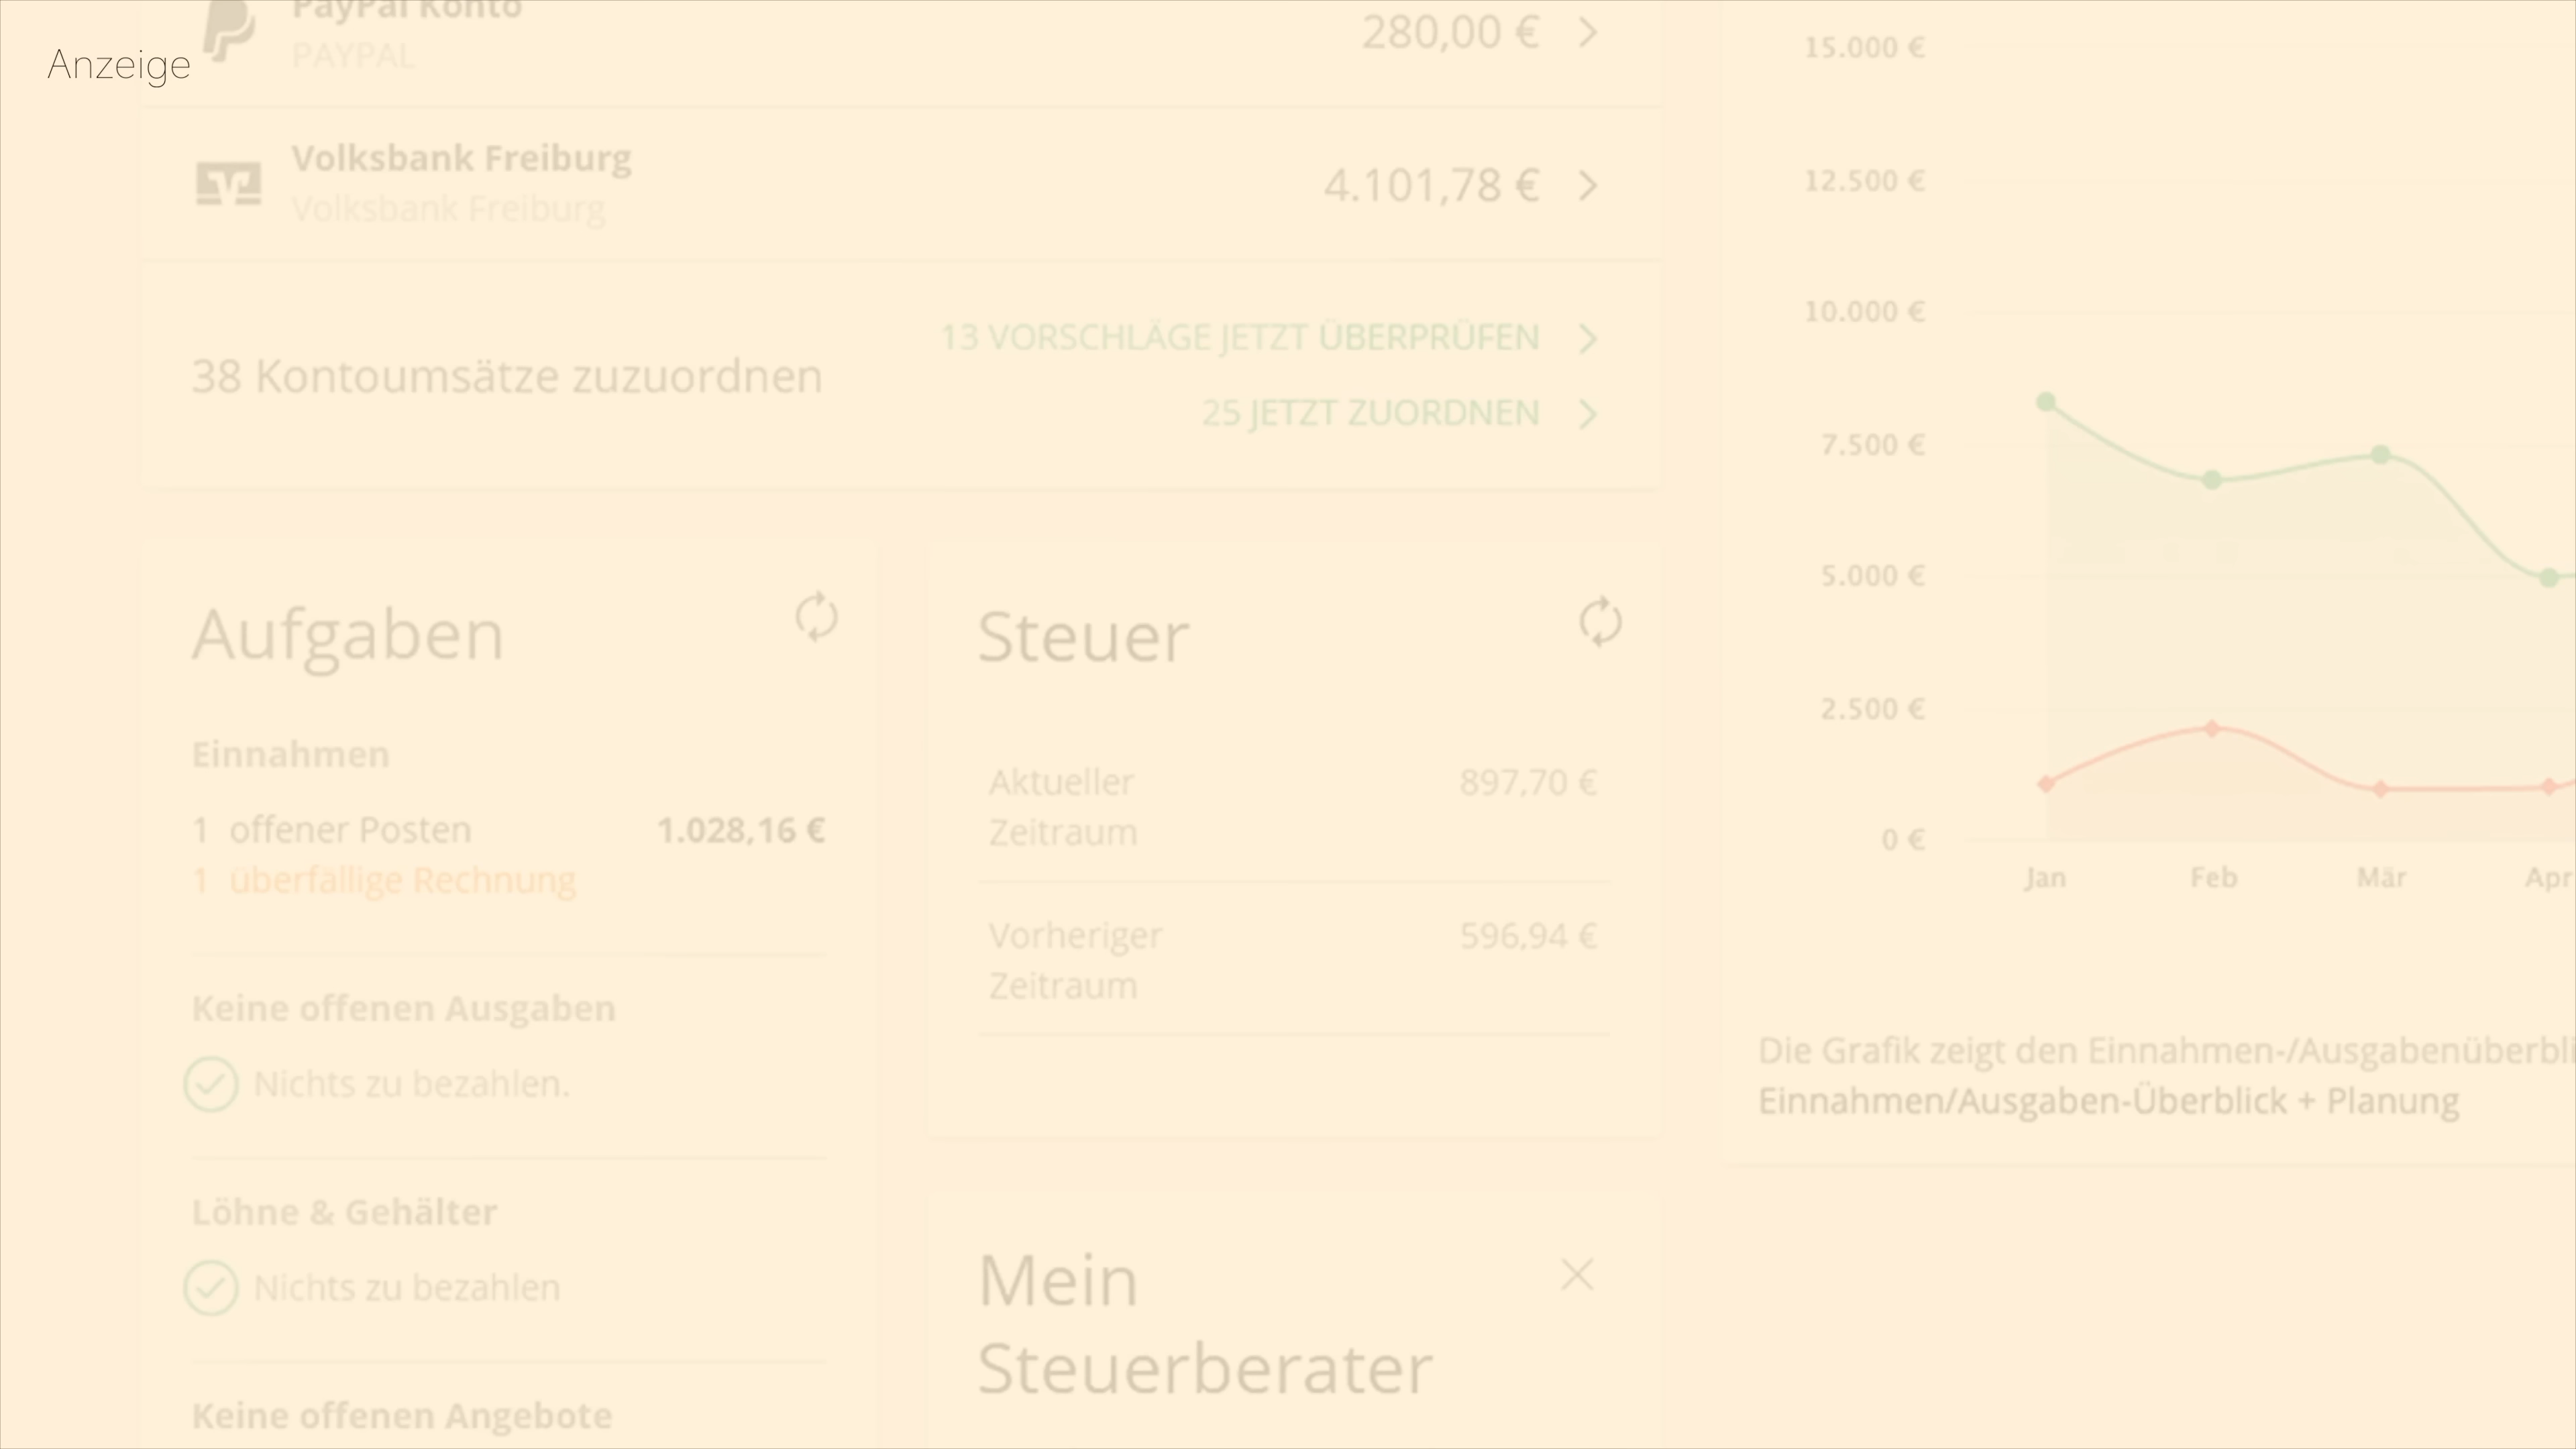 Anzeige
PayPal Konto
PAYPAL
280,00 €
Volksbank Freiburg
Volksbank Freiburg
4.101,78 €
38 Kontoumsätze zuzuordnen
13 VORSCHLÄGE JETZT ÜBERPRÜFEN
25 JETZT ZUORDNEN
Aufgaben
Einnahmen
1 offener Posten 1.028,16 €
1 überfällige Rechnung
Keine offenen Ausgaben
Nichts zu bezahlen.
Löhne & Gehälter
Nichts zu bezahlen
Keine offenen Angebote
Steuer
Aktueller 897,70 €
Zeitraum
Vorheriger 596,94 €
Zeitraum
Mein
Steuerberater
15.000 €
12.500 €
10.000 €
7.500 €
5.000 €
2.500 €
0 €
Jan Feb Mär Apr
Die Grafik zeigt den
Einnahmen/Ausgaben-Überblick + Planung